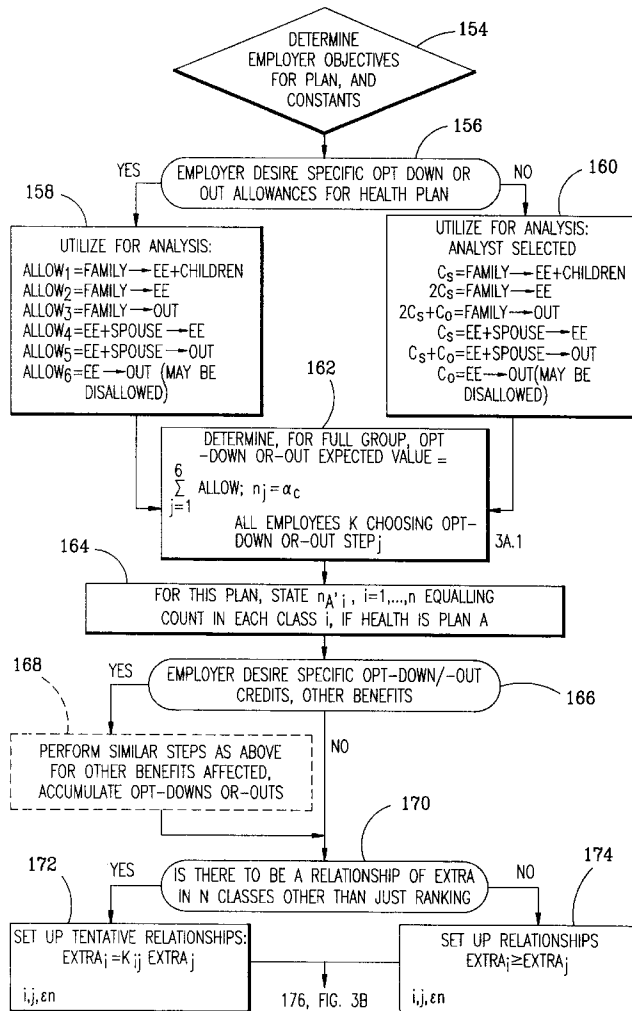 154
DETERMINE
EMPLOYER OBJECTIVES
FOR PLAN, AND
CONSTANTS
156
YES
EMPLOYER DESIRE SPECIFIC OPT DOWN OR
OUT ALLOWANCES FOR HEALTH PLAN
NO
160
158
UTILIZE FOR ANALYSIS:
ALLOW₁=FAMILY→EE+CHILDREN
ALLOW₂=FAMILY→EE
ALLOW₃=FAMILY→OUT
ALLOW₄=EE+SPOUSE→EE
ALLOW₅=EE+SPOUSE→OUT
ALLOW₆=EE→OUT (MAY BE
DISALLOWED)
UTILIZE FOR ANALYSIS:
ANALYST SELECTED
Cₛ=FAMILY→EE+CHILDREN
2Cₛ=FAMILY→EE
2Cₛ+C₀=FAMILY→OUT
Cₛ=EE+SPOUSE→EE
Cₛ+C₀=EE+SPOUSE→OUT
C₀=EE→OUT(MAY BE
DISALLOWED)
162
DETERMINE, FOR FULL GROUP, OPT
-DOWN OR-OUT EXPECTED VALUE =
6
∑ ALLOW; nⱼ=α_c
j=1
ALL EMPLOYEES K CHOOSING OPT-
DOWN OR-OUT STEPⱼ
3A.1
164
FOR THIS PLAN, STATE n_A'ᵢ, i=1,...,n EQUALLING
COUNT IN EACH CLASS i, IF HEALTH IS PLAN A
168
YES
EMPLOYER DESIRE SPECIFIC OPT-DOWN/-OUT
CREDITS, OTHER BENEFITS
166
PERFORM SIMILAR STEPS AS ABOVE
FOR OTHER BENEFITS AFFECTED,
ACCUMULATE OPT-DOWNS OR-OUTS
NO
170
172
YES
IS THERE TO BE A RELATIONSHIP OF EXTRA
IN N CLASSES OTHER THAN JUST RANKING
NO
174
SET UP TENTATIVE RELATIONSHIPS:
EXTRAᵢ=Kᵢⱼ EXTRAⱼ
i,j,εn
SET UP RELATIONSHIPS
EXTRAᵢ≥EXTRAⱼ
i,j,εn
176, FIG. 3B